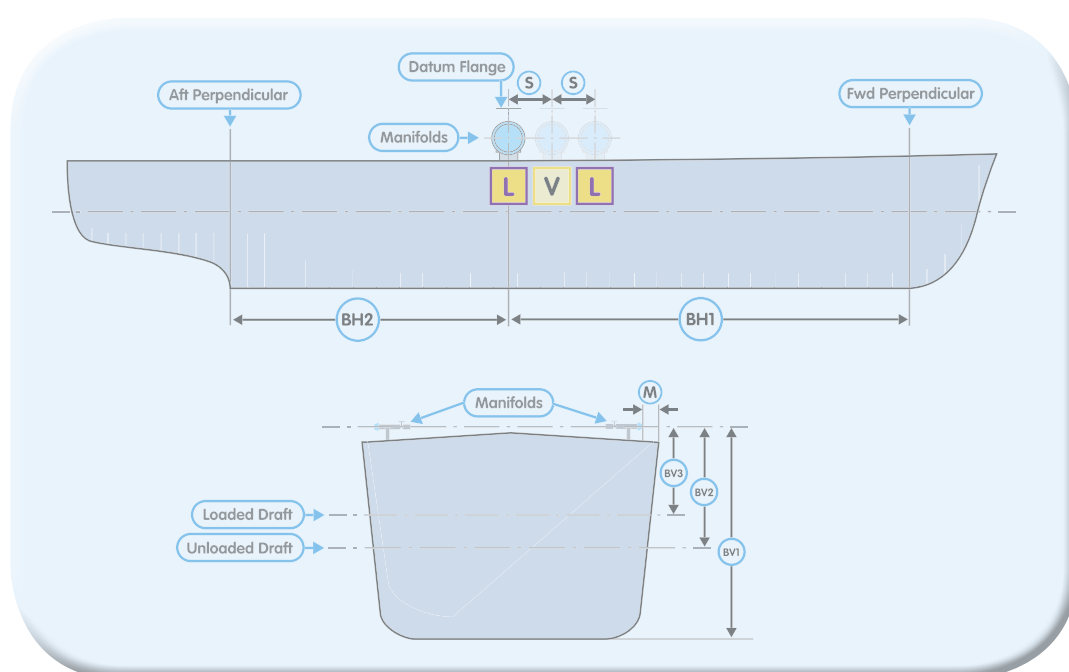 Datum Flange
S S
Aft Perpendicular
Fwd Perpendicular
Manifolds
L V L
BH2
BH1
M
Manifolds
BV3
BV2
Loaded Draft
Unloaded Draft
BV1